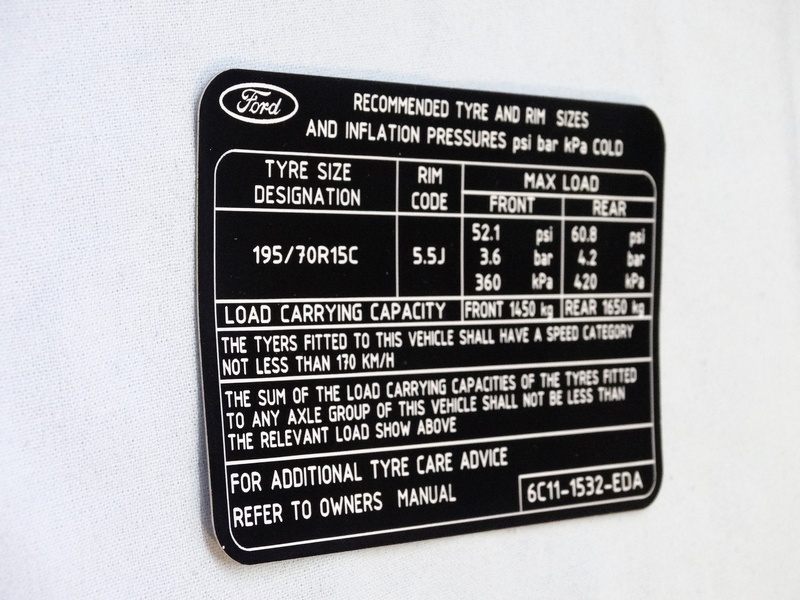 Ford
RECOMMENDED TYRE AND RIM SIZES
AND INFLATION PRESSURES psi bar kPa COLD
TYRE SIZE
DESIGNATION
RIM
CODE
MAX LOAD
FRONT
REAR
195/70R15C
5.5J
52.1 psi
3.6 bar
360 kPa
60.8 psi
4.2 bar
420 kPa
LOAD CARRYING CAPACITY
FRONT 1450 kg
REAR 1650 kg
THE TYERS FITTED TO THIS VEHICLE SHALL HAVE A SPEED CATEGORY
NOT LESS THAN 170 KM/H
THE SUM OF THE LOAD CARRYING CAPACITIES OF THE TYRES FITTED
TO ANY AXLE GROUP OF THIS VEHICLE SHALL NOT BE LESS THAN
THE RELEVANT LOAD SHOW ABOVE
FOR ADDITIONAL TYRE CARE ADVICE
REFER TO OWNERS MANUAL
6C11-1532-EDA